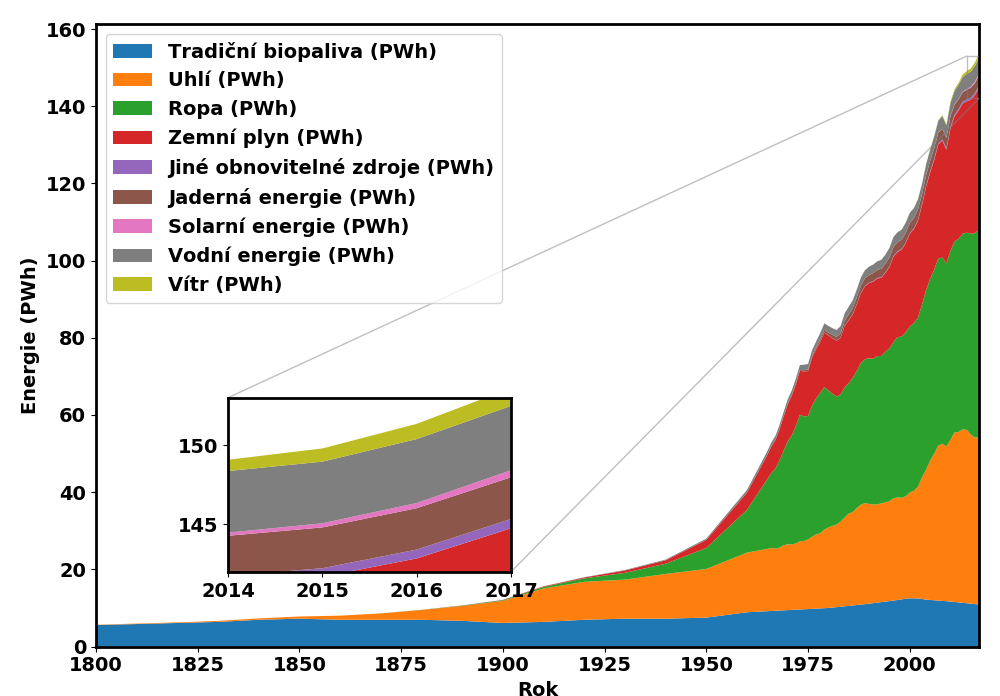 160
140
120
100
80
60
40
20
0
Energie (PWh)
Tradiční biopaliva (PWh)
Uhlí (PWh)
Ropa (PWh)
Zemní plyn (PWh)
Jiné obnovitelné zdroje (PWh)
Jaderná energie (PWh)
Solarní energie (PWh)
Vodní energie (PWh)
Vítr (PWh)
150
145
2014 2015 2016 2017
1800 1825 1850 1875 1900 1925 1950 1975 2000
Rok